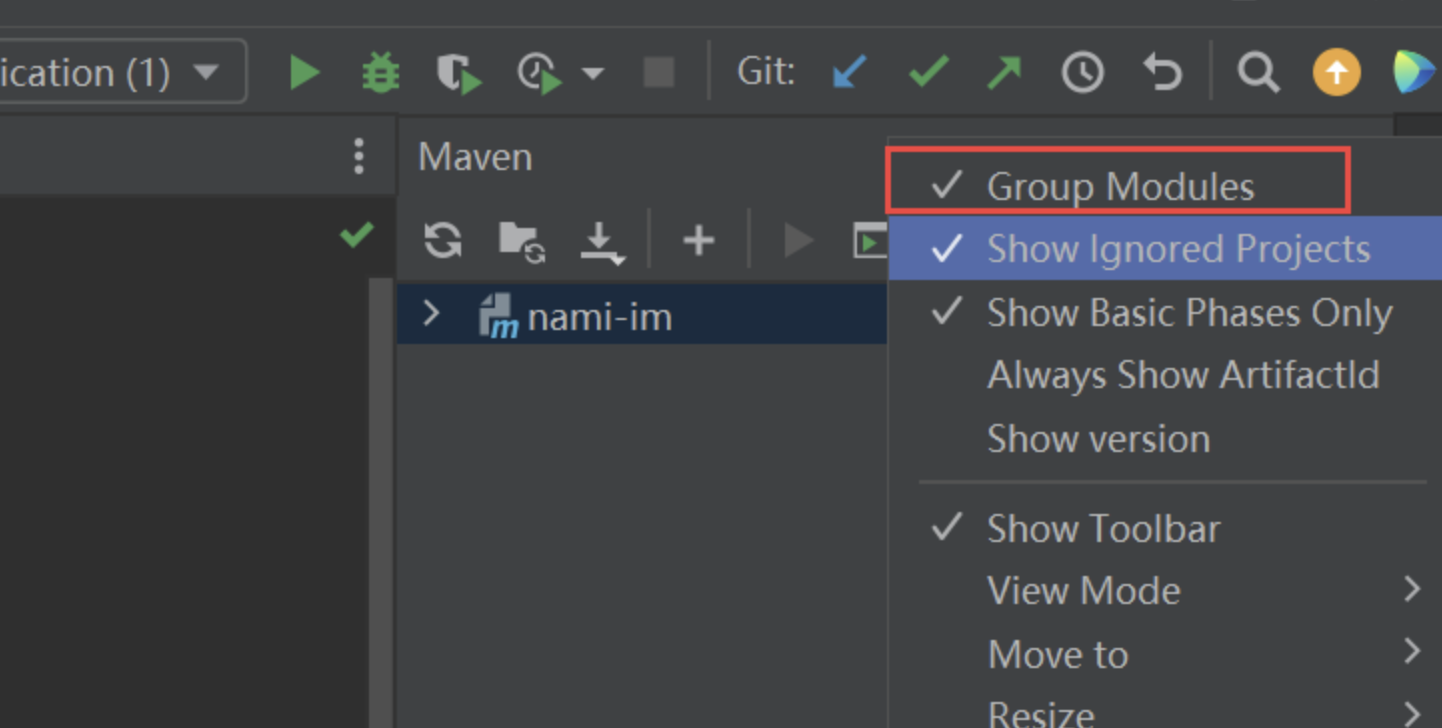 ication (1)
Git:
Maven
nami-im
Group Modules
Show Ignored Projects
Show Basic Phases Only
Always Show ArtifactId
Show version
Show Toolbar
View Mode
Move to
Resize